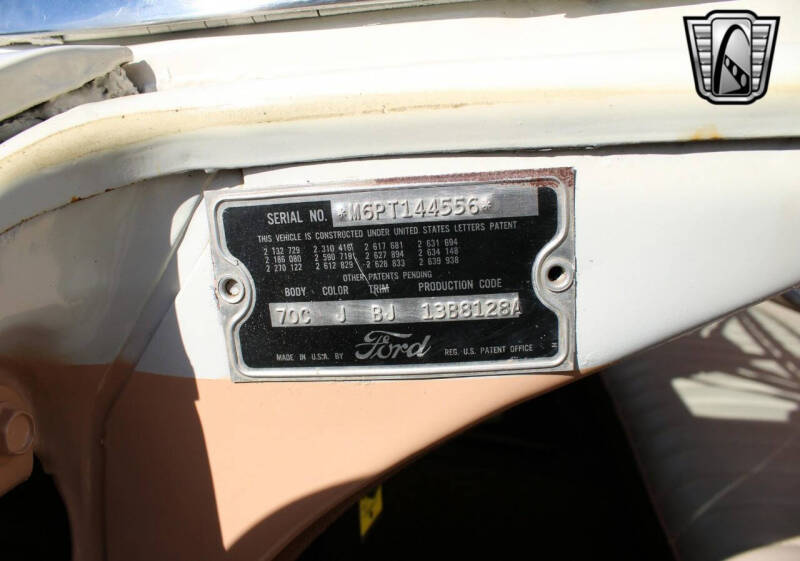 SERIAL NO. *M6PT144556*
THIS VEHICLE IS CONSTRUCTED UNDER UNITED STATES LETTERS PATENT
2 132 729 2 310 416 2 617 681 2 631 694
2 186 080 2 590 719 2 627 894 2 634 148
2 270 122 2 612 829 2 628 833 2 639 938
OTHER PATENTS PENDING
BODY COLOR TRIM PRODUCTION CODE
70C J BJ 13B8128A
MADE IN U.S.A. BY Ford REG. U.S. PATENT OFFICE
H